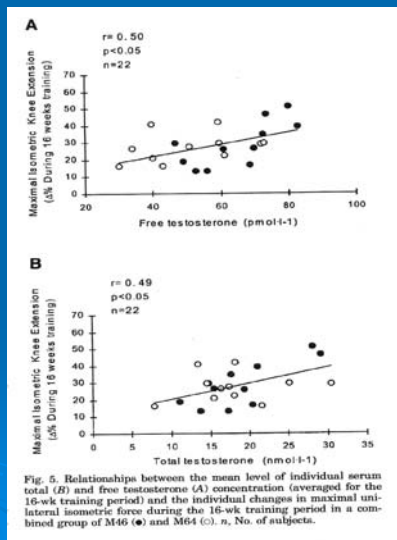 A
r= 0.50
p<0.05
n=22
Maximal Isometric Knee Extension
(Δ% During 16 weeks training)
70
60
50
40
30
20
10
0
20 40 60 80 100
Free testosterone (pmol·l-1)
B
r= 0.49
p<0.05
n=22
Maximal Isometric Knee Extension
(Δ% During 16 weeks training)
70
60
50
40
30
20
10
0
0 5 10 15 20 25 30 35
Total testosterone (nmol·l-1)
Fig. 5. Relationships between the mean level of individual serum
total (B) and free testosterone (A) concentration (averaged for the
16-wk training period) and the individual changes in maximal uni-
lateral isometric force during the 16-wk training period in a com-
bined group of M46 (●) and M64 (○). n, No. of subjects.